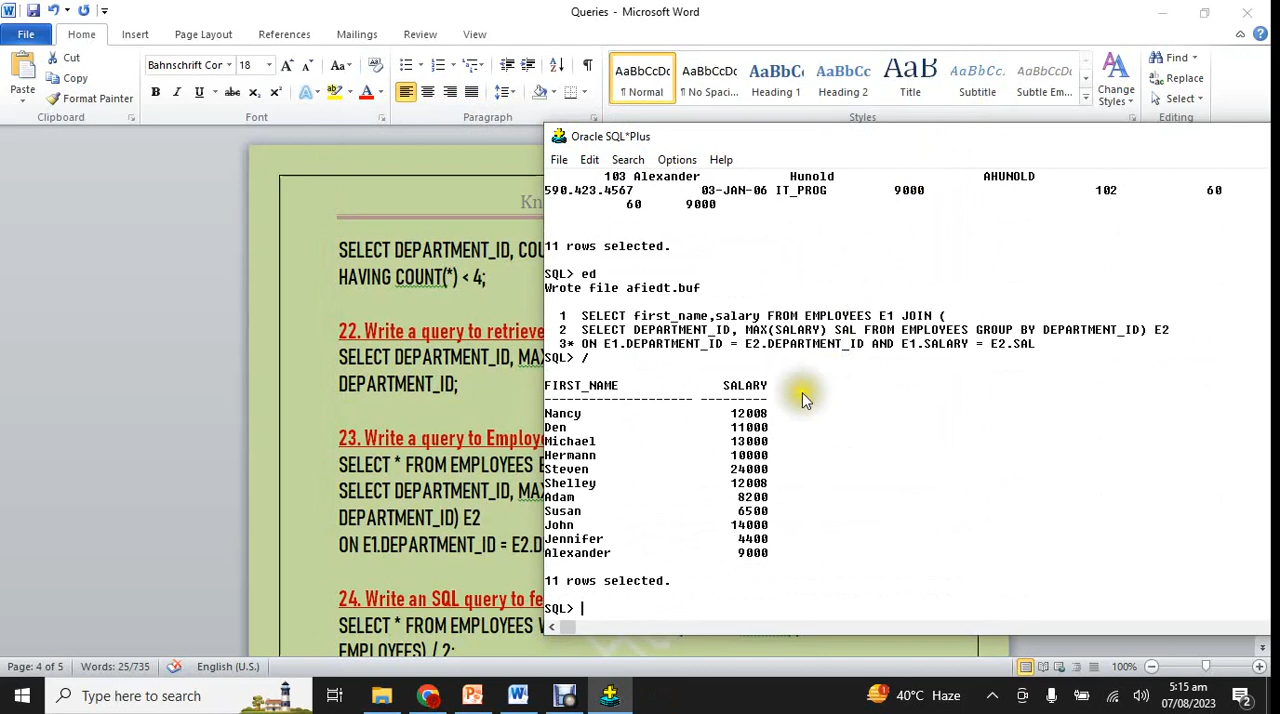 Queries - Microsoft Word
File Home Insert Page Layout References Mailings Review View
Cut
Copy
Format Painter
Paste
Clipboard
Bahnschrift Cor 18
Font
Paragraph
AaBbCcDc AaBbCcDc AaBbC AaBbCc AaB AaBbCc. AaBbCcDc
¶ Normal ¶ No Spaci... Heading 1 Heading 2 Title Subtitle Subtle Em...
Change Styles
Styles
Find
Replace
Select
Editing
Kn
SELECT DEPARTMENT_ID, COU
HAVING COUNT(*) < 4;
22. Write a query to retrieve
SELECT DEPARTMENT_ID, MAX
DEPARTMENT_ID;
23. Write a query to Employe
SELECT * FROM EMPLOYEES E
SELECT DEPARTMENT_ID, MAX
DEPARTMENT_ID) E2
ON E1.DEPARTMENT_ID = E2.D
24. Write an SQL query to fe
SELECT * FROM EMPLOYEES W
EMPLOYEES) / 2;
Oracle SQL*Plus
File Edit Search Options Help
103 Alexander Hunold AHUNOLD
590.423.4567 03-JAN-06 IT_PROG 9000 102 60
60 9000
11 rows selected.
SQL> ed
Wrote file afiedt.buf
1 SELECT first_name,salary FROM EMPLOYEES E1 JOIN (
2 SELECT DEPARTMENT_ID, MAX(SALARY) SAL FROM EMPLOYEES GROUP BY DEPARTMENT_ID) E2
3* ON E1.DEPARTMENT_ID = E2.DEPARTMENT_ID AND E1.SALARY = E2.SAL
SQL> /
FIRST_NAME SALARY
-------------------- ---------
Nancy 12008
Den 11000
Michael 13000
Hermann 10000
Steven 24000
Shelley 12008
Adam 8200
Susan 6500
John 14000
Jennifer 4400
Alexander 9000
11 rows selected.
SQL>
Page: 4 of 5 Words: 25/735 English (U.S.) 100%
Type here to search
40°C Haze
5:15 am
07/08/2023
2